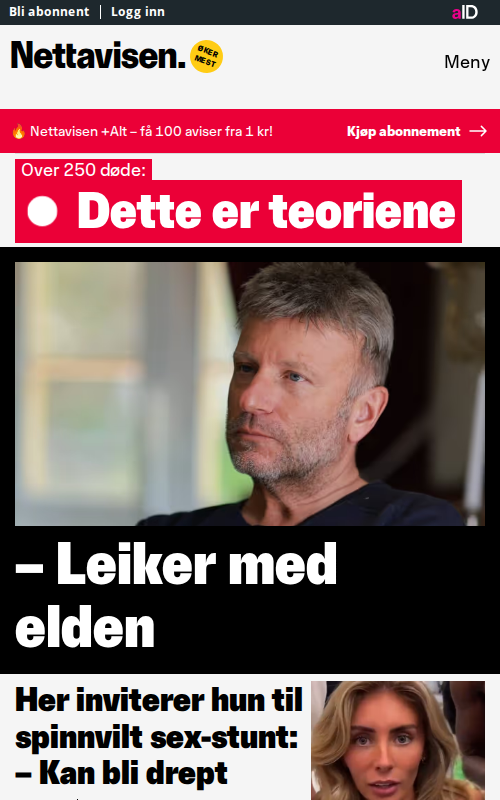 Bli abonnent
Logg inn
aID
Nettavisen.
ØKER
MEST
Meny
🔥 Nettavisen +Alt – få 100 aviser fra 1 kr!
Kjøp abonnement →
Over 250 døde:
Dette er teoriene
– Leiker med
elden
Her inviterer hun til
spinnvilt sex-stunt:
– Kan bli drept